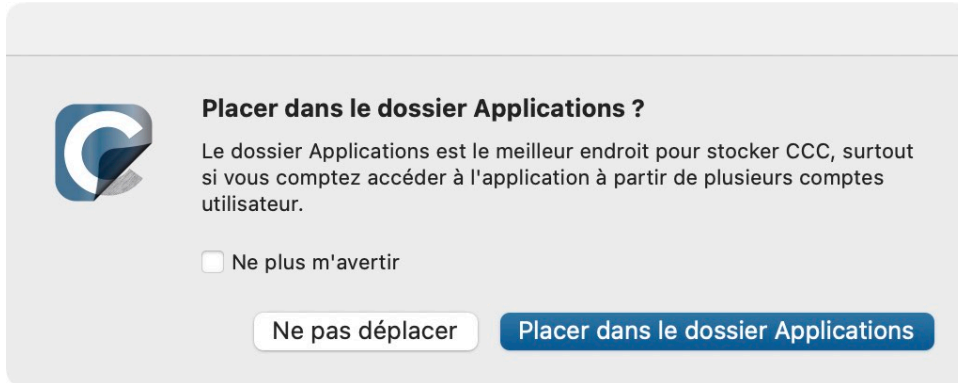 Placer dans le dossier Applications ?
Le dossier Applications est le meilleur endroit pour stocker CCC, surtout
si vous comptez accéder à l'application à partir de plusieurs comptes
utilisateur.
Ne plus m'avertir
Ne pas déplacer
Placer dans le dossier Applications